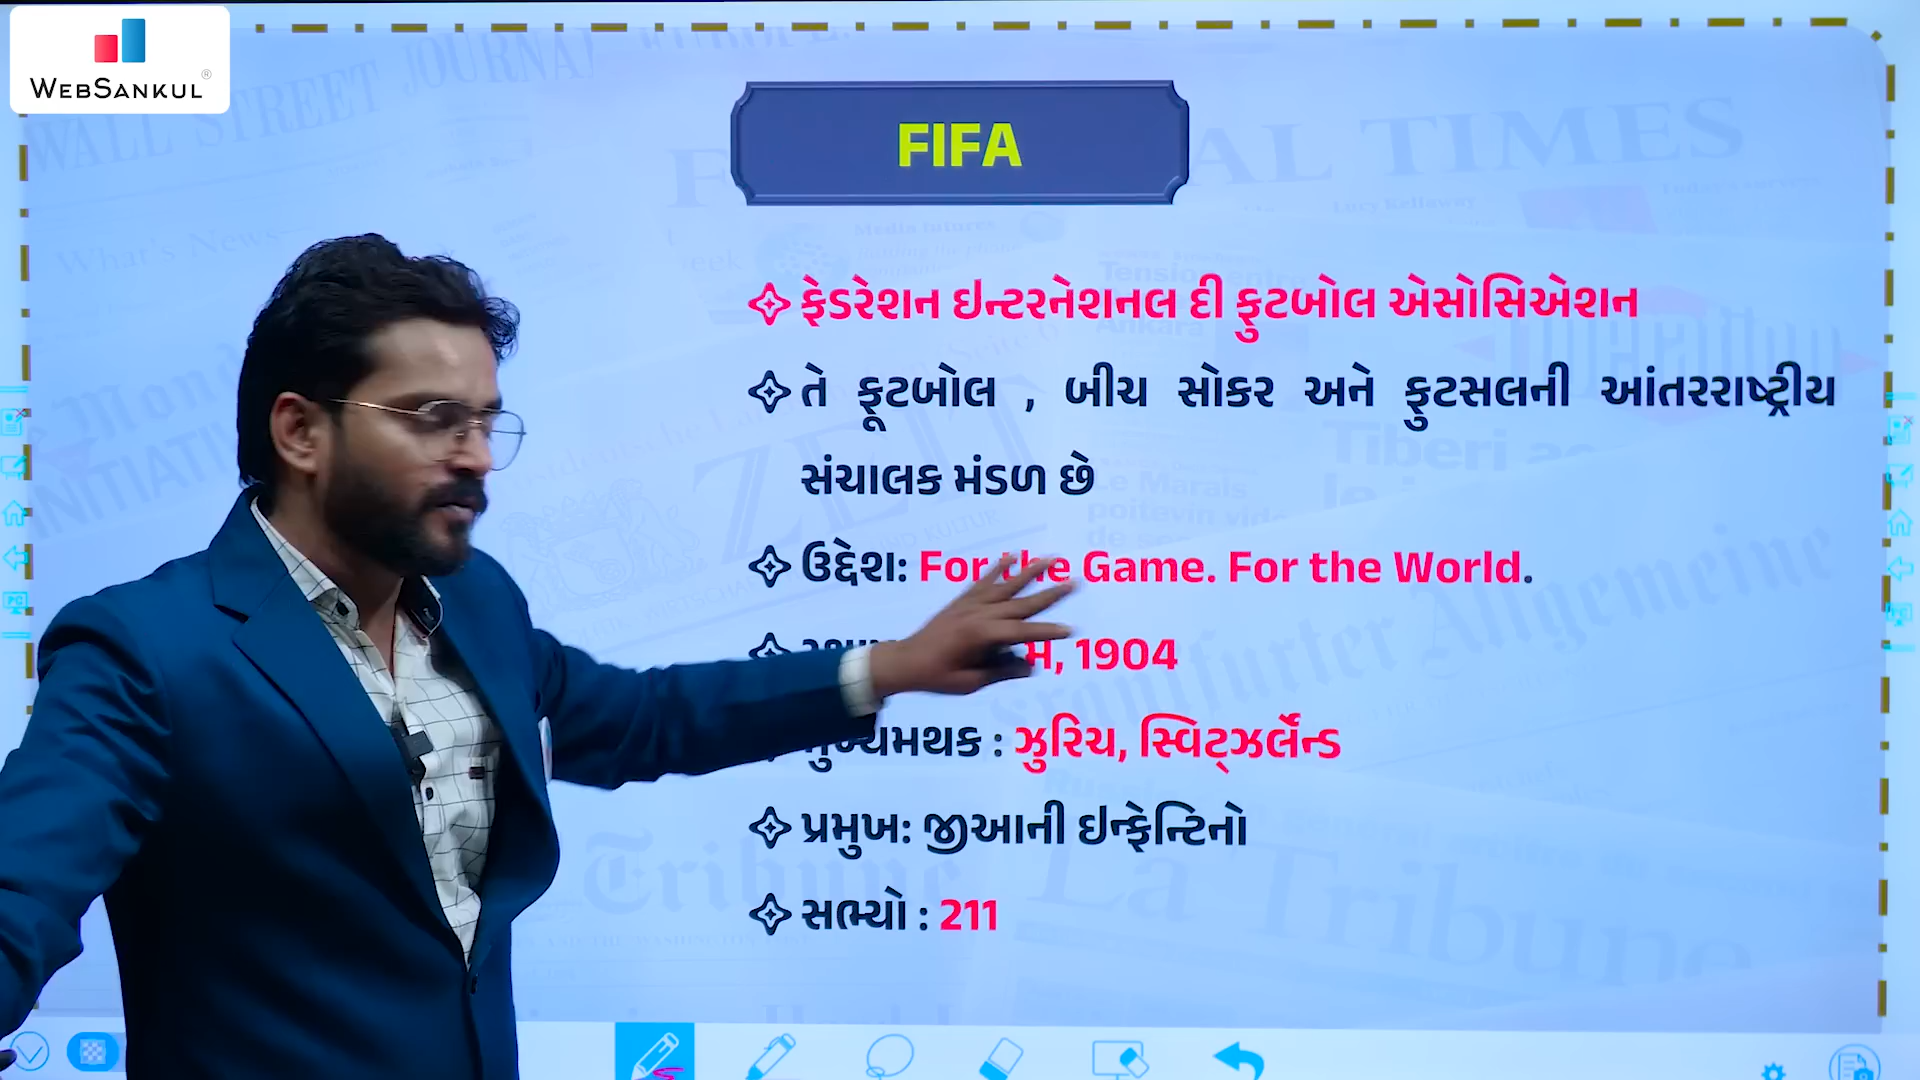 WEBSANKUL
FIFA
ફેડરેશન ઇન્ટરનેશનલ દી ફુટબોલ એસોસિએશન
તે ફૂટબોલ , બીચ સોકર અને ફુટસલની આંતરરાષ્ટ્રીય
સંચાલક મંડળ છે
ઉદ્દેશ: For the Game. For the World.
મે, 1904
મુખ્યમથક : ઝુરિચ, સ્વિટ્ઝર્લૅન્ડ
પ્રમુખ: જીઆની ઇન્ફેન્ટિનો
સભ્યો : 211